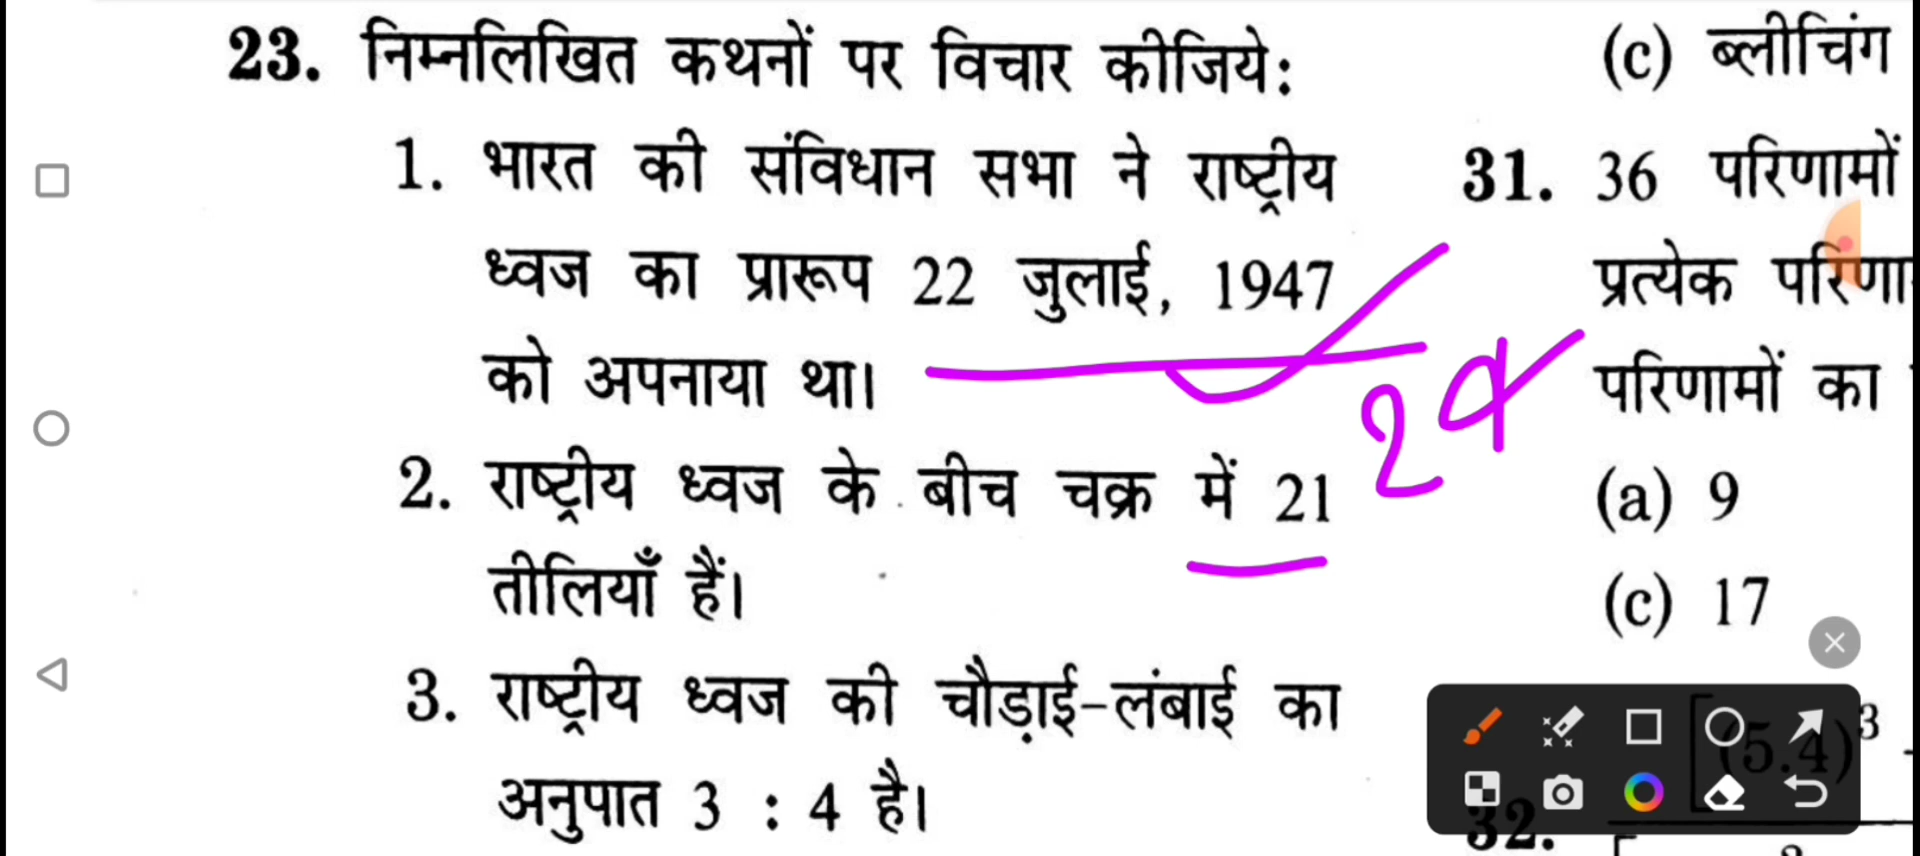 23. निम्नलिखित कथनों पर विचार कीजिये:
1. भारत की संविधान सभा ने राष्ट्रीय
ध्वज का प्रारूप 22 जुलाई, 1947
को अपनाया था।
2. राष्ट्रीय ध्वज के बीच चक्र में 21
24
तीलियाँ हैं।
3. राष्ट्रीय ध्वज की चौड़ाई-लंबाई का
अनुपात 3 : 4 है।
(c) ब्लीचिंग
31. 36 परिणामों
प्रत्येक
परिणामों का
(a) 9
(c) 17
(5.4)³
32.